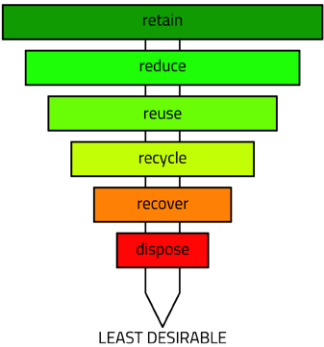 retain
reduce
reuse
recycle
recover
dispose
LEAST DESIRABLE